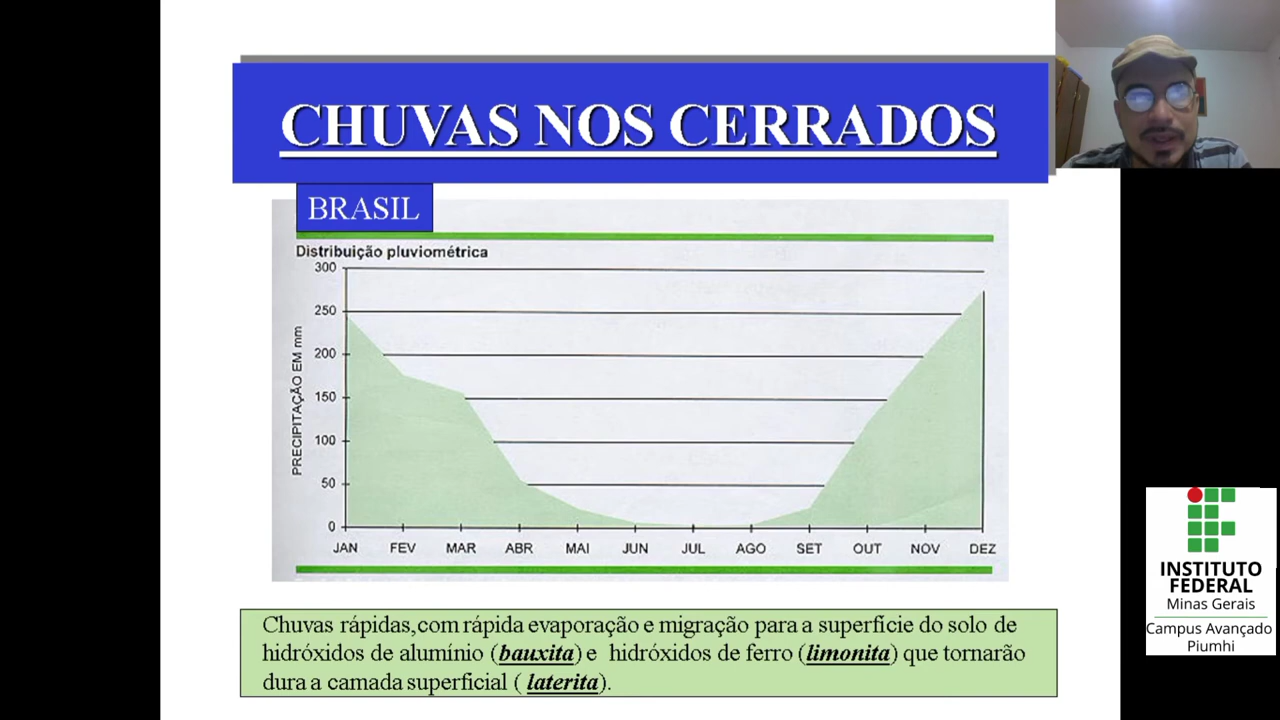 CHUVAS NOS CERRADOS
BRASIL
Distribuição pluviométrica
PRECIPITAÇÃO EM mm
300
250
200
150
100
50
0
JAN FEV MAR ABR MAI JUN JUL AGO SET OUT NOV DEZ
Chuvas rápidas,com rápida evaporação e migração para a superfície do solo de
hidróxidos de alumínio (bauxita) e hidróxidos de ferro (limonita) que tornarão
dura a camada superficial ( laterita).
INSTITUTO
FEDERAL
Minas Gerais
Campus Avançado
Piumhi